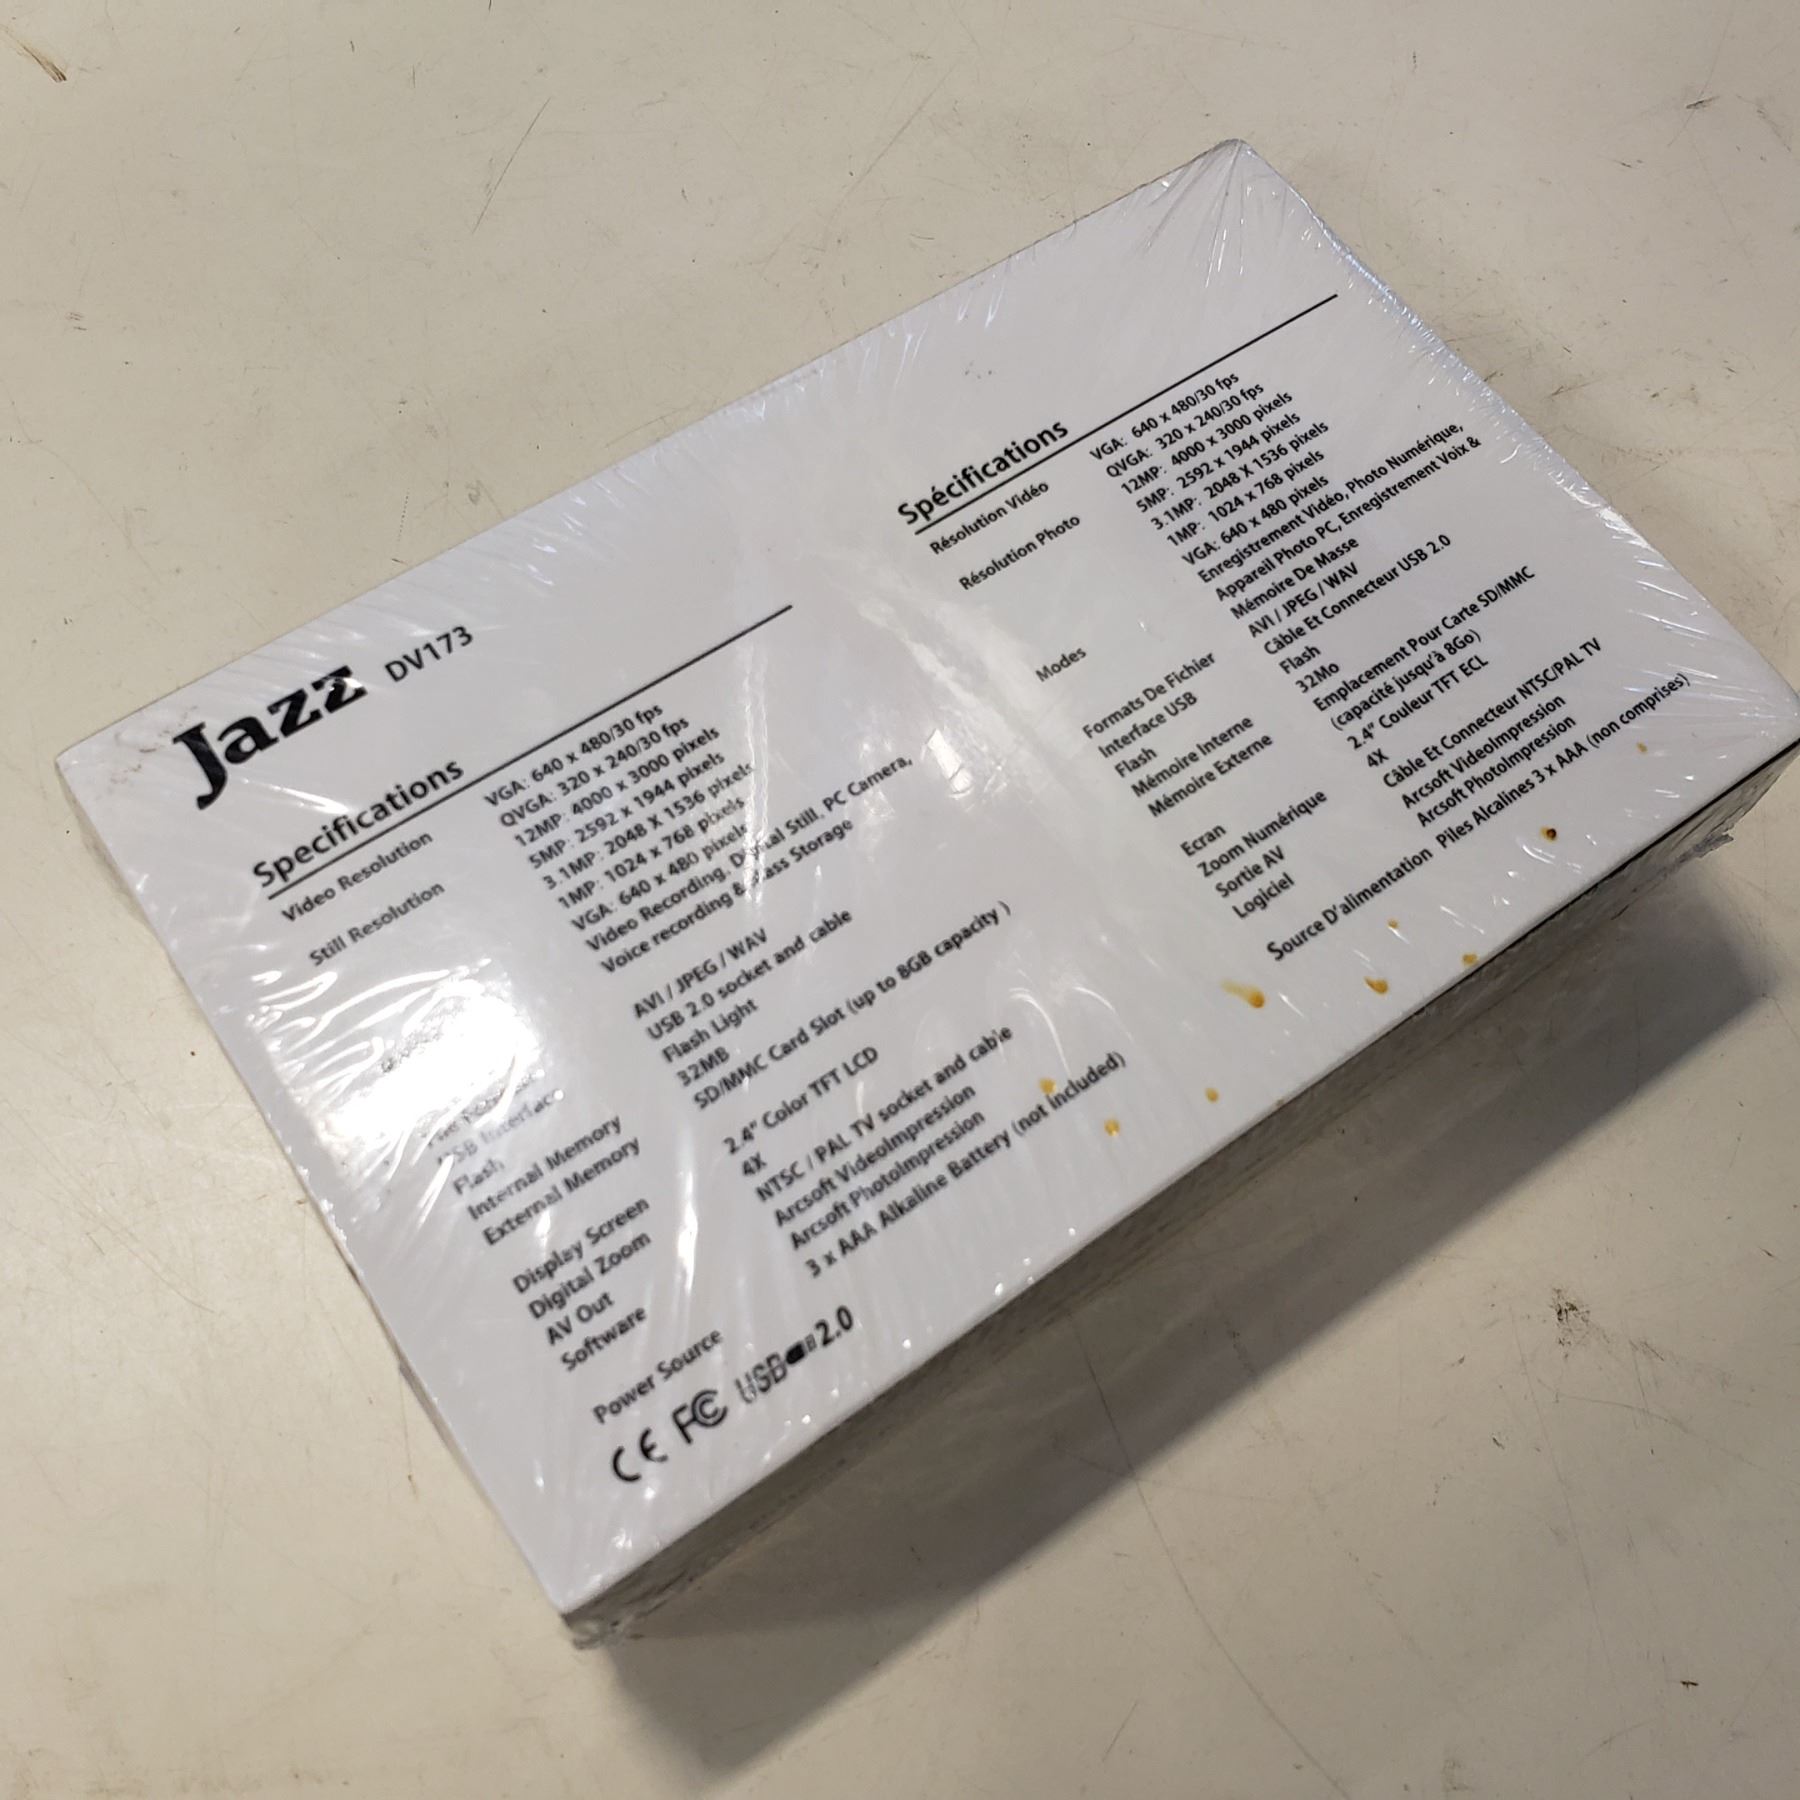 Jazz DV173
Specifications
Video Resolution VGA: 640 x 480/30 fps
QVGA: 320 x 240/30 fps
Still Resolution 12MP: 4000 x 3000 pixels
5MP: 2592 x 1944 pixels
3.1MP: 2048 X 1536 pixels
1MP: 1024 x 768 pixels
VGA: 640 x 480 pixels
Video Recording, Digital Still, PC Camera,
Voice recording & Mass Storage
AVI / JPEG / WAV
USB Interface USB 2.0 socket and cable
Flash Flash Light
Internal Memory 32MB
External Memory SD/MMC Card Slot (up to 8GB capacity )
Display Screen 2.4" Color TFT LCD
Digital Zoom 4X
AV Out NTSC / PAL TV socket and cable
Software Arcsoft VideoImpression
Arcsoft PhotoImpression
Power Source 3 x AAA Alkaline Battery (not included)
CE FC USB 2.0
Spécifications
Résolution Vidéo VGA: 640 x 480/30 fps
QVGA: 320 x 240/30 fps
Résolution Photo 12MP: 4000 x 3000 pixels
5MP: 2592 x 1944 pixels
3.1MP: 2048 X 1536 pixels
1MP: 1024 x 768 pixels
VGA: 640 x 480 pixels
Modes Enregistrement Vidéo, Photo Numérique,
Appareil Photo PC, Enregistrement Voix &
Mémoire De Masse
Formats De Fichier AVI / JPEG / WAV
Interface USB Câble Et Connecteur USB 2.0
Flash Flash
Mémoire Interne 32Mo
Mémoire Externe Emplacement Pour Carte SD/MMC
(capacité jusqu'à 8Go)
Ecran 2.4" Couleur TFT ECL
Zoom Numérique 4X
Sortie AV Câble Et Connecteur NTSC/PAL TV
Logiciel Arcsoft VideoImpression
Arcsoft PhotoImpression
Source D'alimentation Piles Alcalines 3 x AAA (non comprises)